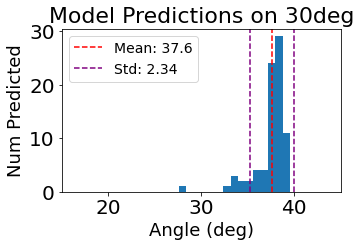 Model Predictions on 30deg
Mean: 37.6
Std: 2.34
Num Predicted
30
20
10
0
20
30
40
Angle (deg)